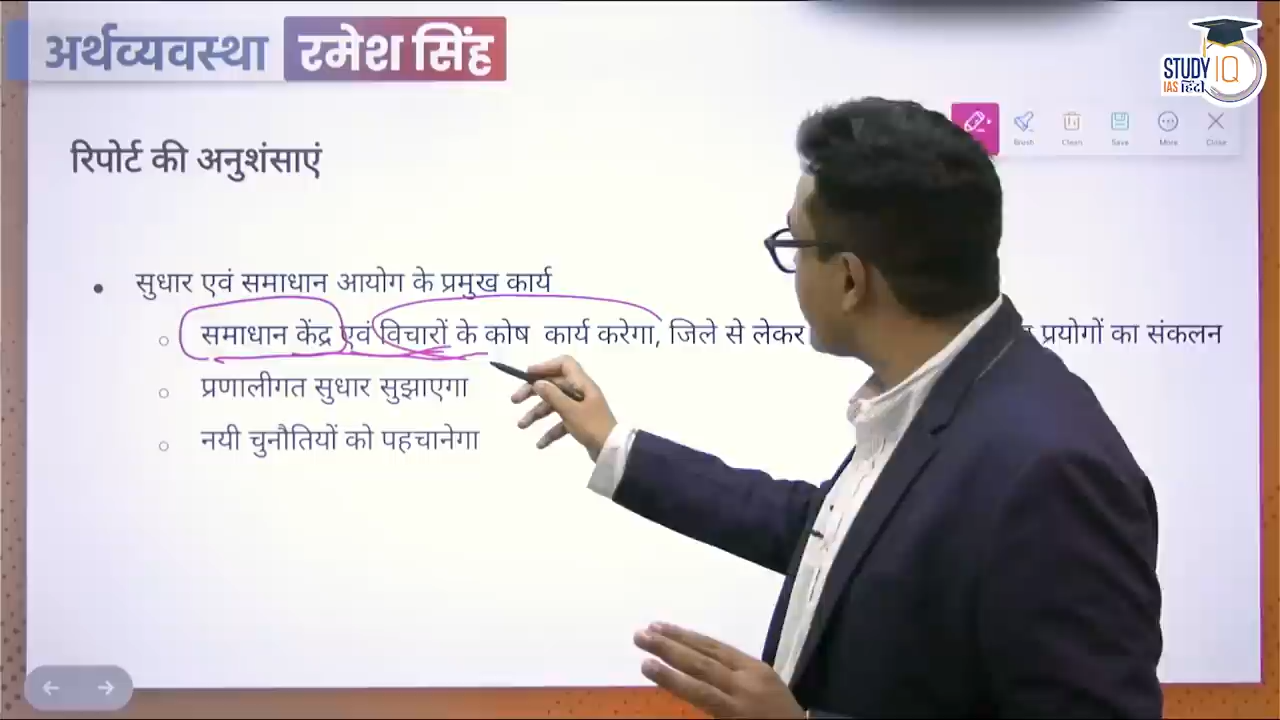 अर्थव्यवस्था रमेश सिंह
STUDY IQ
IAS हिंदी
Brush Clean Save More Close
रिपोर्ट की अनुशंसाएं
सुधार एवं समाधान आयोग के प्रमुख कार्य
समाधान केंद्र एवं विचारों के कोष कार्य करेगा, जिले से लेकर प्रयोगों का संकलन
प्रणालीगत सुधार सुझाएगा
नयी चुनौतियों को पहचानेगा